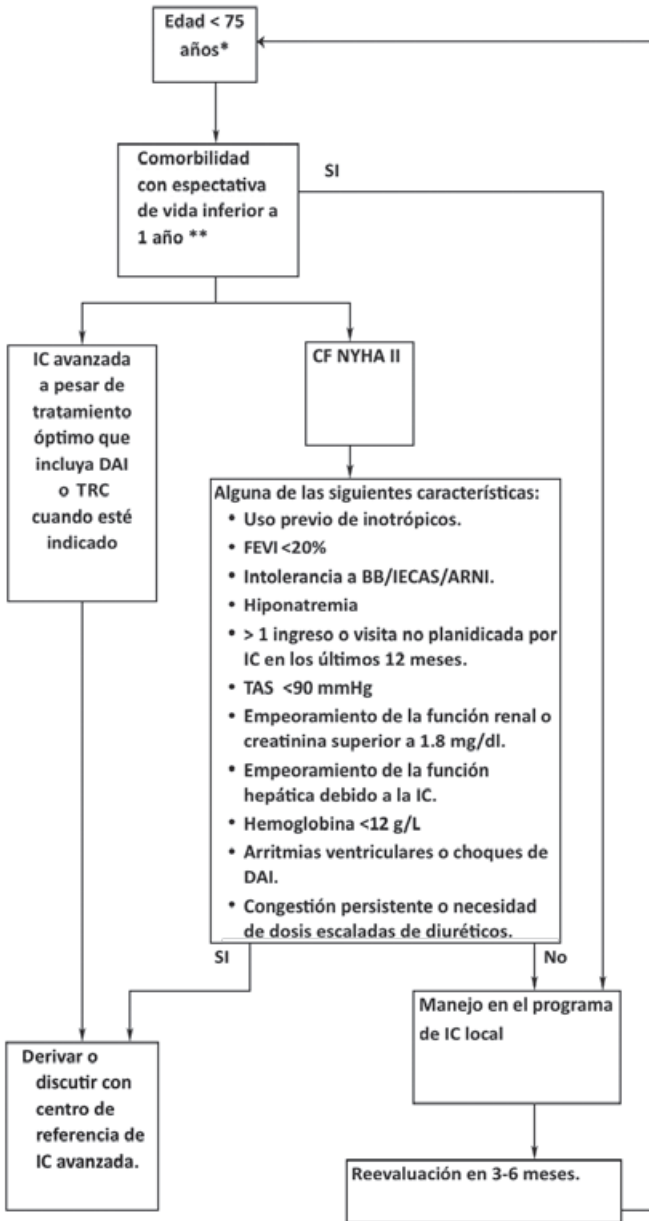 Edad < 75
años*
Comorbilidad
con espectativa
de vida inferior a
1 año **
SI
IC avanzada
a pesar de
tratamiento
óptimo que
incluya DAI
o TRC
cuando esté
indicado
CF NYHA II
Alguna de las siguientes características:
• Uso previo de inotrópicos.
• FEVI <20%
• Intolerancia a BB/IECAS/ARNI.
• Hiponatremia
• > 1 ingreso o visita no planidicada por
IC en los últimos 12 meses.
• TAS <90 mmHg
• Empeoramiento de la función renal o
creatinina superior a 1.8 mg/dl.
• Empeoramiento de la función
hepática debido a la IC.
• Hemoglobina <12 g/L
• Arritmias ventriculares o choques de
DAI.
• Congestión persistente o necesidad
de dosis escaladas de diuréticos.
SI
No
Manejo en el programa
de IC local
Derivar o
discutir con
centro de
referencia de
IC avanzada.
Reevaluación en 3-6 meses.